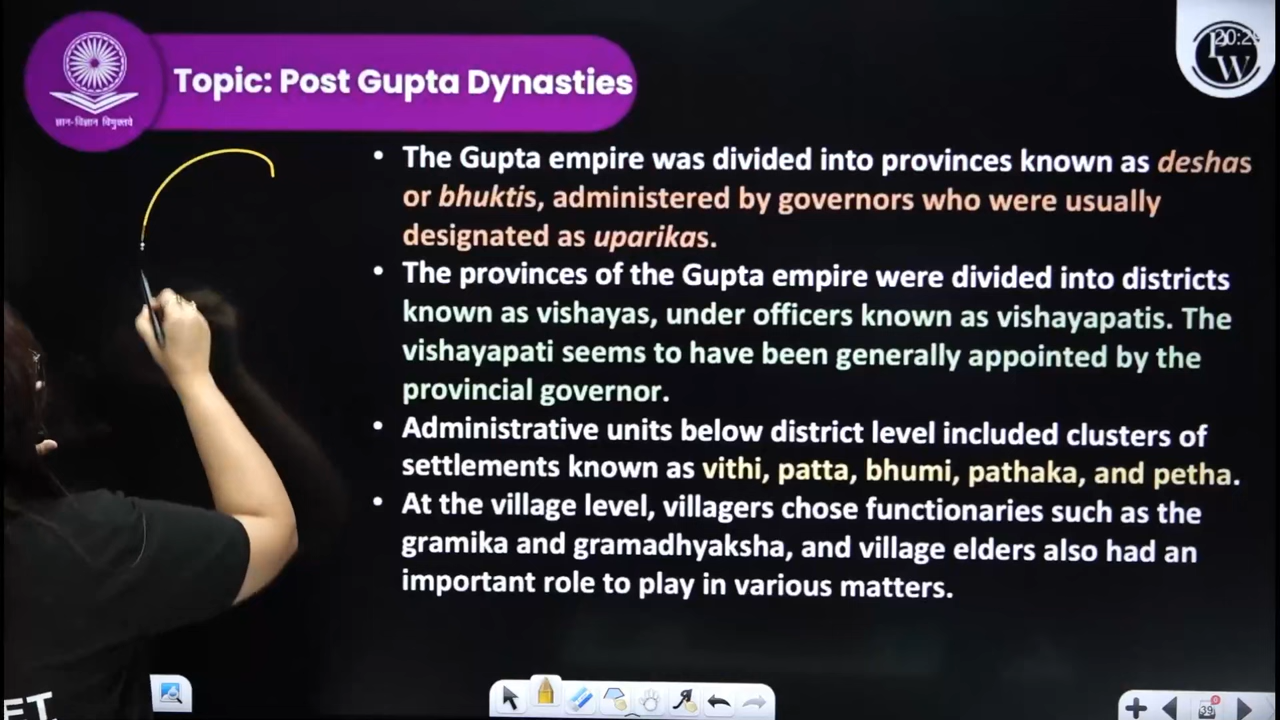 Topic: Post Gupta Dynasties
ज्ञान-विज्ञान विमुक्तये
PW
• The Gupta empire was divided into provinces known as deshas
or bhuktis, administered by governors who were usually
designated as uparikas.
• The provinces of the Gupta empire were divided into districts
known as vishayas, under officers known as vishayapatis. The
vishayapati seems to have been generally appointed by the
provincial governor.
• Administrative units below district level included clusters of
settlements known as vithi, patta, bhumi, pathaka, and petha.
• At the village level, villagers chose functionaries such as the
gramika and gramadhyaksha, and village elders also had an
important role to play in various matters.
39